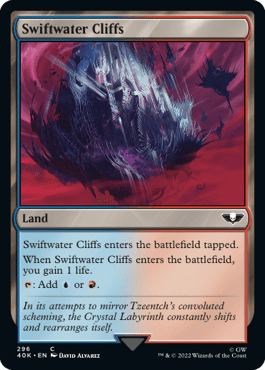 Swiftwater Cliffs
Land
Swiftwater Cliffs enters the battlefield tapped.
When Swiftwater Cliffs enters the battlefield,
you gain 1 life.
: Add or .
In its attempts to mirror Tzeentch's convoluted
scheming, the Crystal Labyrinth constantly shifts
and rearranges itself.
296 C
40K • EN DAVID ALVAREZ
© GW
™ & © 2022 Wizards of the Coast